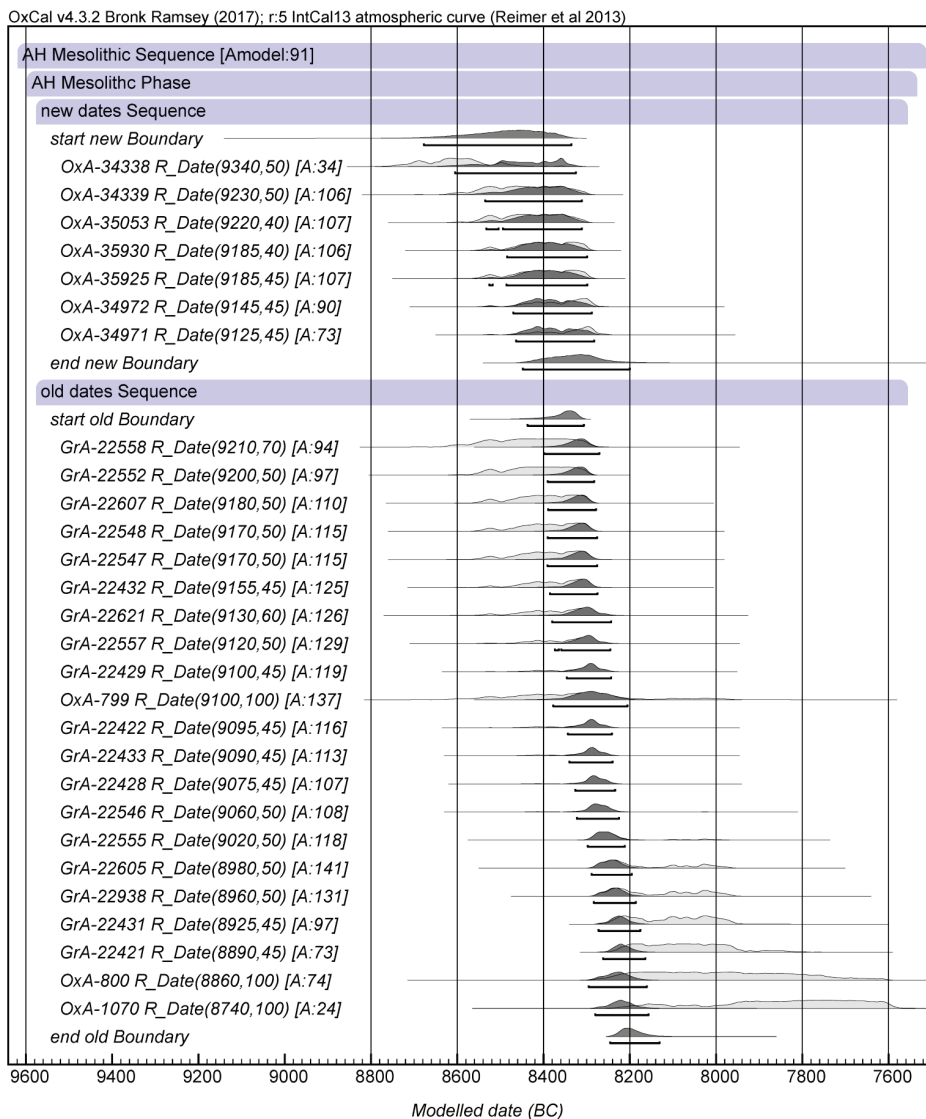 OxCal v4.3.2 Bronk Ramsey (2017); r:5 IntCal13 atmospheric curve (Reimer et al 2013)
AH Mesolithic Sequence [Amodel:91]
AH Mesolithc Phase
new dates Sequence
start new Boundary
OxA-34338 R_Date(9340,50) [A:34]
OxA-34339 R_Date(9230,50) [A:106]
OxA-35053 R_Date(9220,40) [A:107]
OxA-35930 R_Date(9185,40) [A:106]
OxA-35925 R_Date(9185,45) [A:107]
OxA-34972 R_Date(9145,45) [A:90]
OxA-34971 R_Date(9125,45) [A:73]
end new Boundary
old dates Sequence
start old Boundary
GrA-22558 R_Date(9210,70) [A:94]
GrA-22552 R_Date(9200,50) [A:97]
GrA-22607 R_Date(9180,50) [A:110]
GrA-22548 R_Date(9170,50) [A:115]
GrA-22547 R_Date(9170,50) [A:115]
GrA-22432 R_Date(9155,45) [A:125]
GrA-22621 R_Date(9130,60) [A:126]
GrA-22557 R_Date(9120,50) [A:129]
GrA-22429 R_Date(9100,45) [A:119]
OxA-799 R_Date(9100,100) [A:137]
GrA-22422 R_Date(9095,45) [A:116]
GrA-22433 R_Date(9090,45) [A:113]
GrA-22428 R_Date(9075,45) [A:107]
GrA-22546 R_Date(9060,50) [A:108]
GrA-22555 R_Date(9020,50) [A:118]
GrA-22605 R_Date(8980,50) [A:141]
GrA-22938 R_Date(8960,50) [A:131]
GrA-22431 R_Date(8925,45) [A:97]
GrA-22421 R_Date(8890,45) [A:73]
OxA-800 R_Date(8860,100) [A:74]
OxA-1070 R_Date(8740,100) [A:24]
end old Boundary
9600 9400 9200 9000 8800 8600 8400 8200 8000 7800 7600
Modelled date (BC)